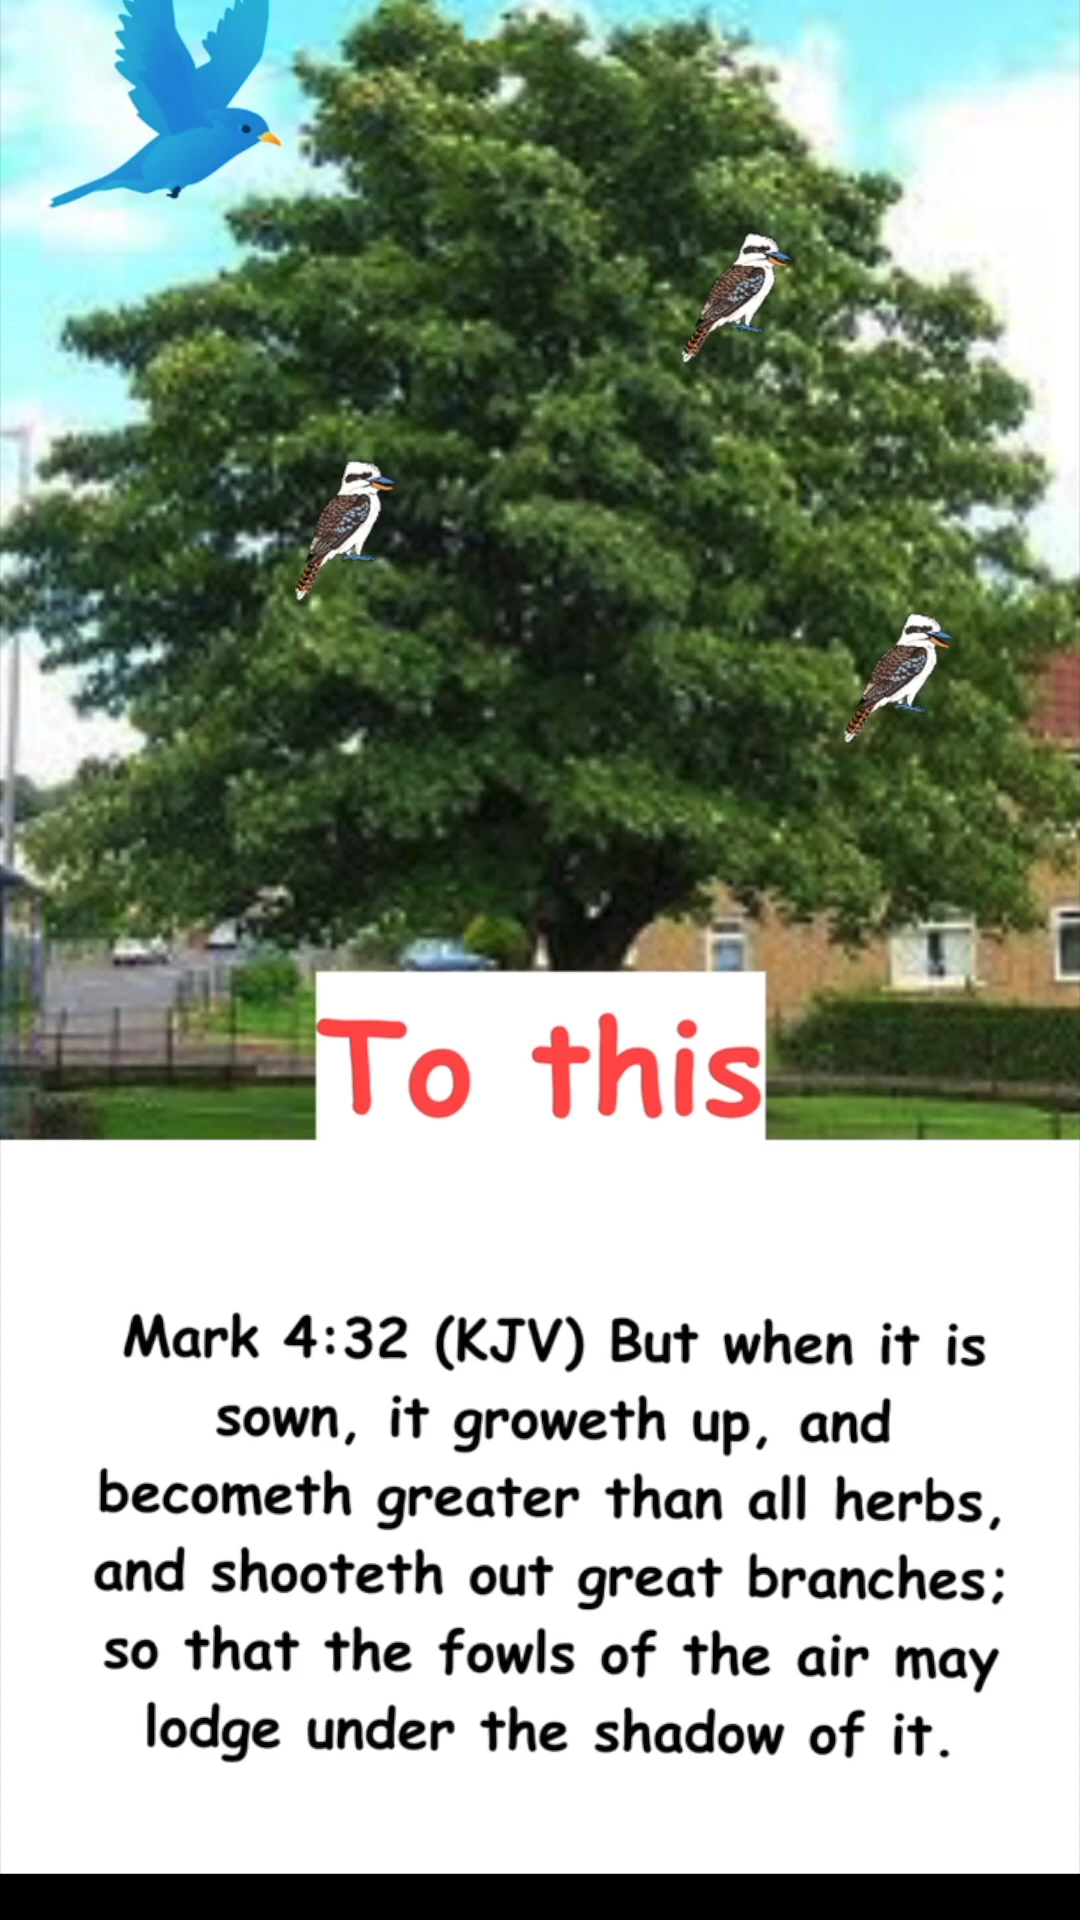 To this
Mark 4:32 (KJV) But when it is
sown, it groweth up, and
becometh greater than all herbs,
and shooteth out great branches;
so that the fowls of the air may
lodge under the shadow of it.